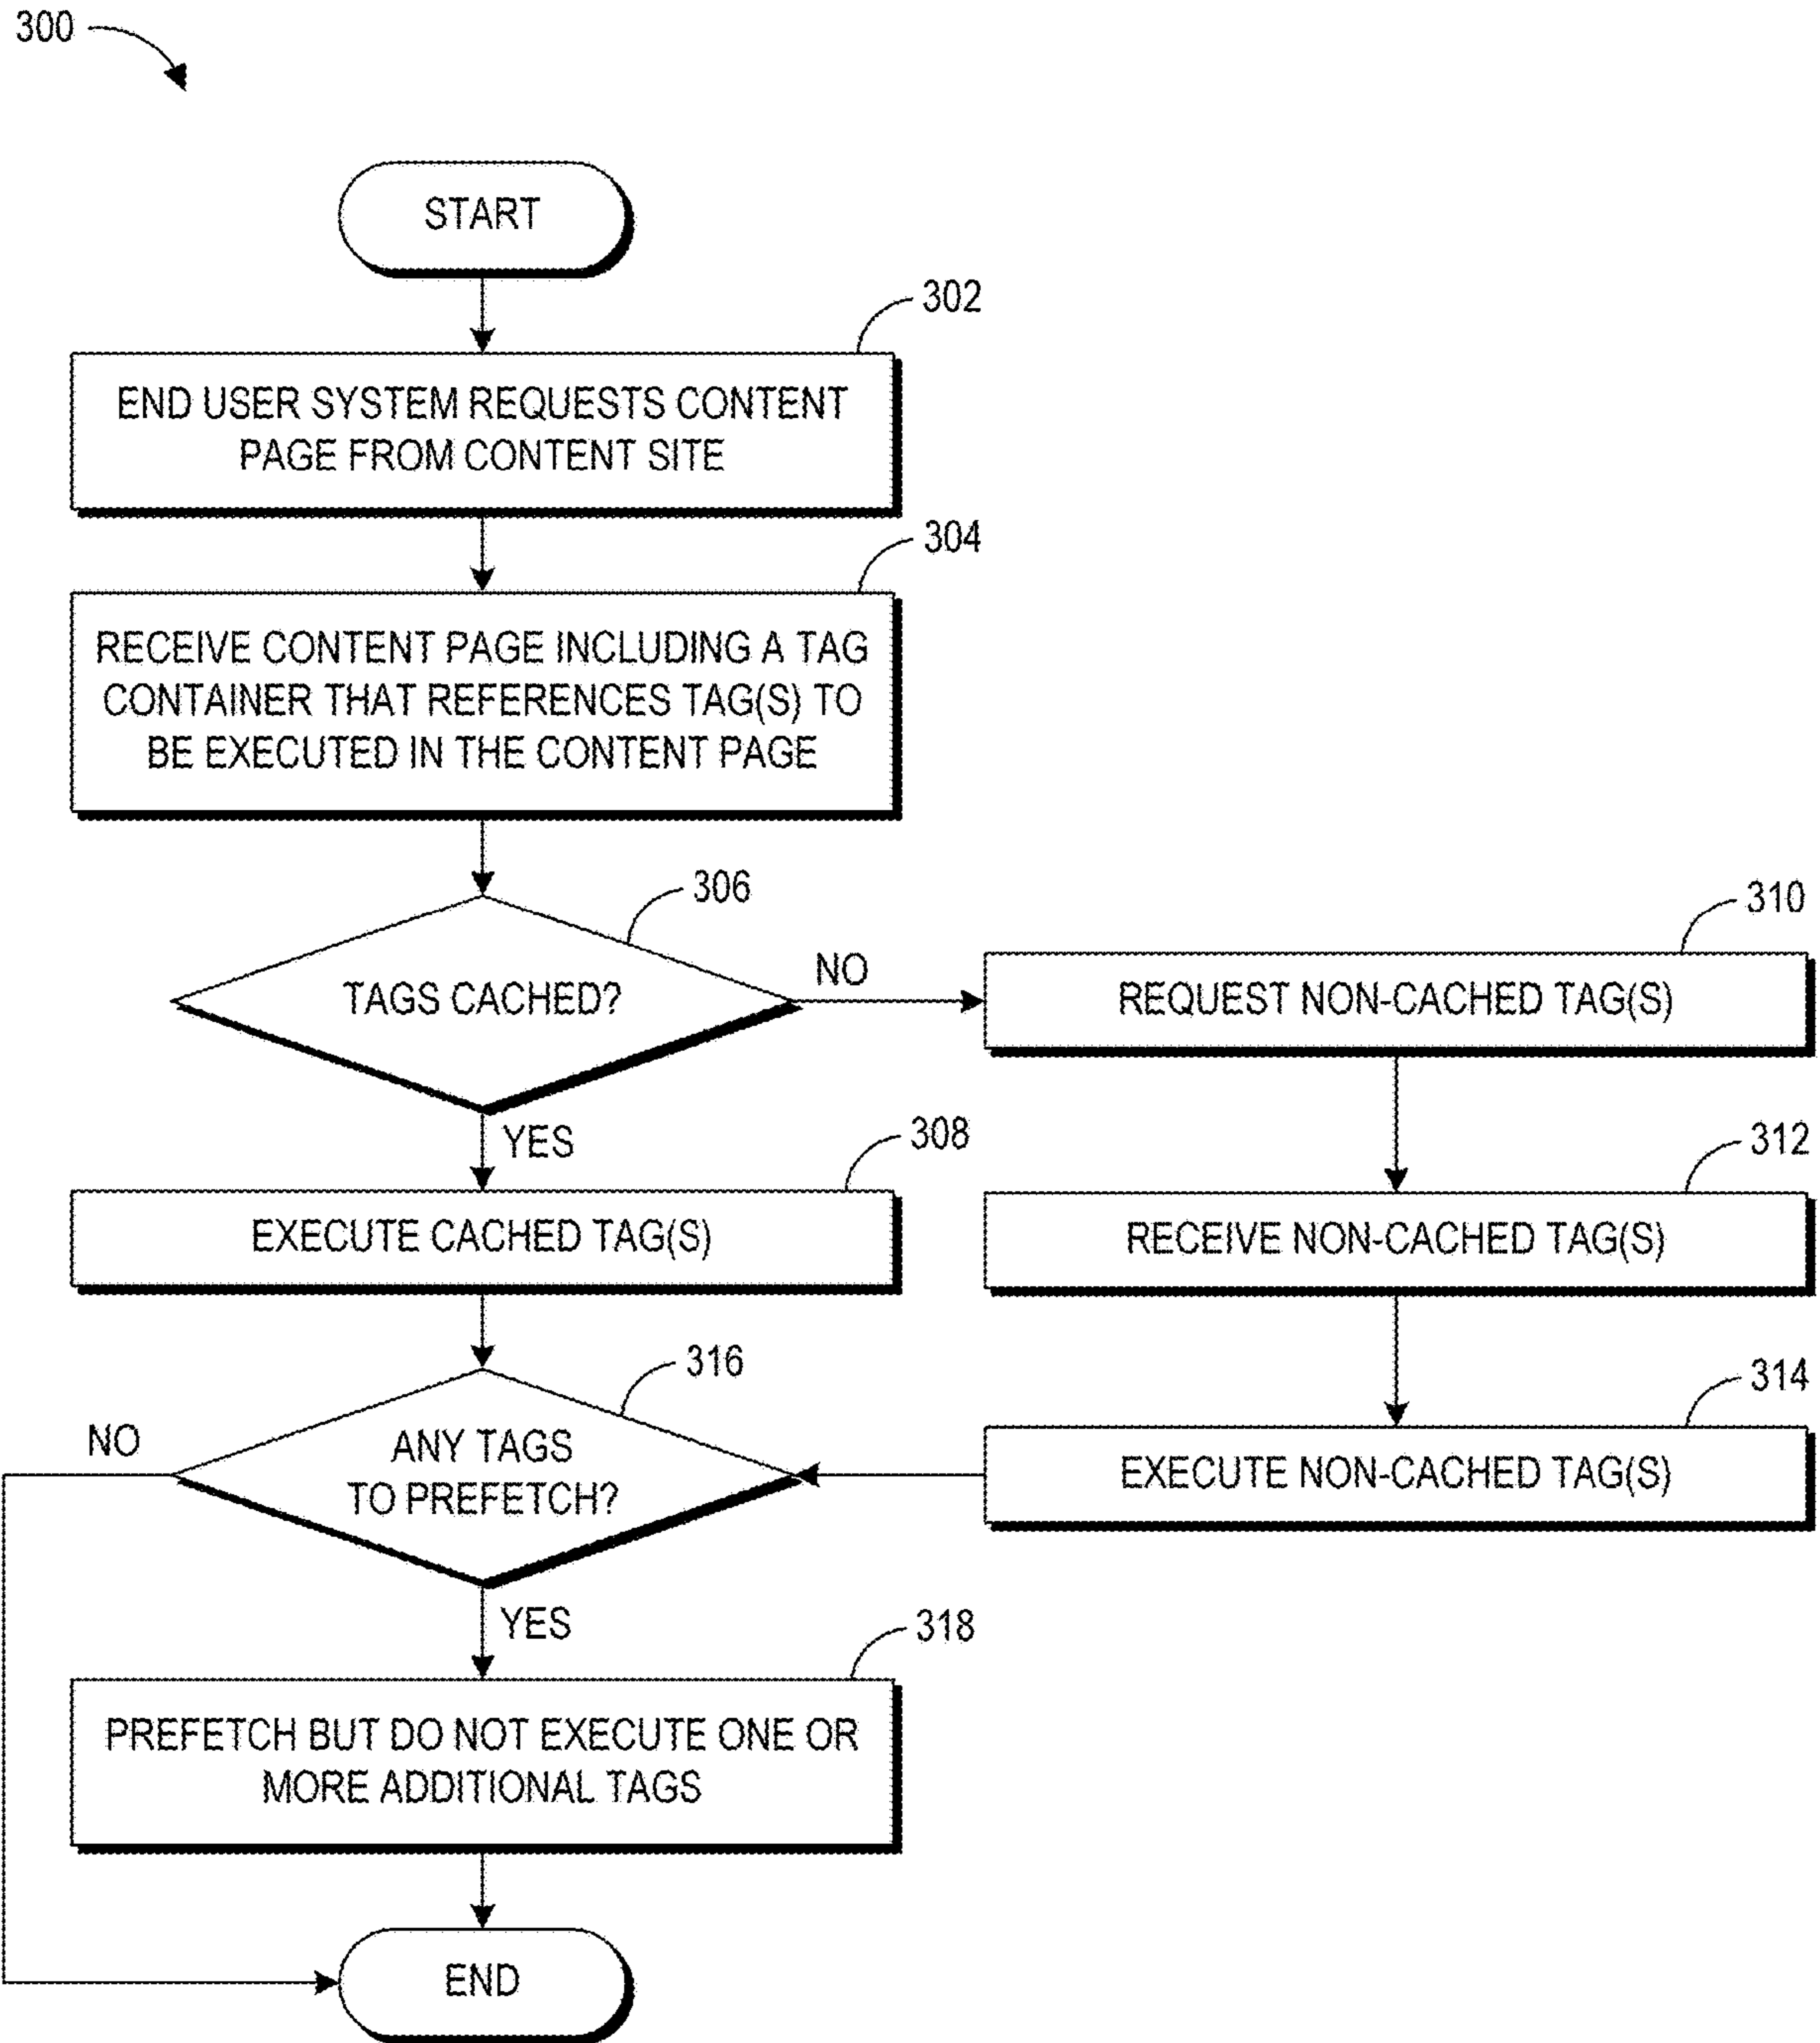 300
START
302
END USER SYSTEM REQUESTS CONTENT
PAGE FROM CONTENT SITE
304
RECEIVE CONTENT PAGE INCLUDING A TAG
CONTAINER THAT REFERENCES TAG(S) TO
BE EXECUTED IN THE CONTENT PAGE
306
TAGS CACHED?
NO
310
REQUEST NON-CACHED TAG(S)
YES
308
EXECUTE CACHED TAG(S)
312
RECEIVE NON-CACHED TAG(S)
316
ANY TAGS
TO PREFETCH?
NO
314
EXECUTE NON-CACHED TAG(S)
YES
318
PREFETCH BUT DO NOT EXECUTE ONE OR
MORE ADDITIONAL TAGS
END